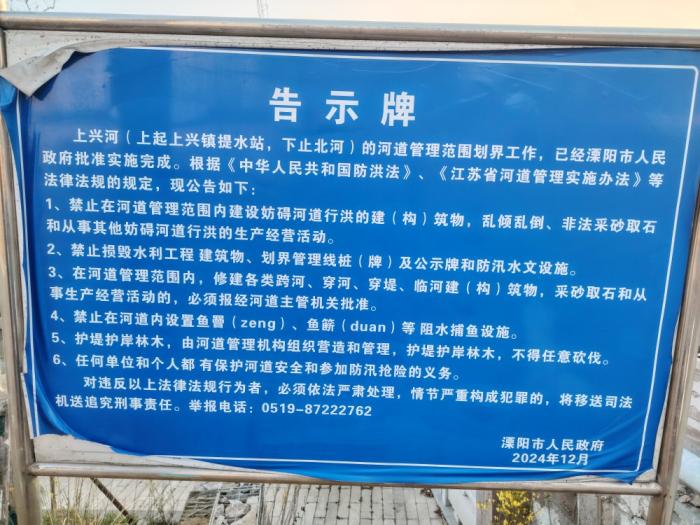 告示牌
上兴河（上起上兴镇提水站，下止北河）的河道管理范围划界工作，已经溧阳市人民
政府批准实施完成。根据《中华人民共和国防洪法》、《江苏省河道管理实施办法》等
法律法规的规定，现公告如下：
1、禁止在河道管理范围内建设妨碍河道行洪的建（构）筑物，乱倾乱倒、非法采砂取石
和从事其他妨碍河道行洪的生产经营活动。
2、禁止损毁水利工程 建筑物、划界管理线桩（牌）及公示牌和防汛水文设施。
3、在河道管理范围内，修建各类跨河、穿河、穿堤、临河建（构）筑物，采砂取石和从
事生产经营活动的，必须报经河道主管机关批准。
4、禁止在河道内设置鱼罾（zeng）、鱼簖（duan）等 阻水捕鱼设施。
5、护堤护岸林木，由河道管理机构组织营造和管理，护堤护岸林木，不得任意砍伐。
6、任何单位和个人都 有保护河道安全和参加防汛抢险的义务。
对违反以上法律法规行为者，必须依法严肃处理，情节严重构成犯罪的，将移送司法
机送追究刑事责任。举报电话：0519-87222762
溧阳市人民政府
2024年12月